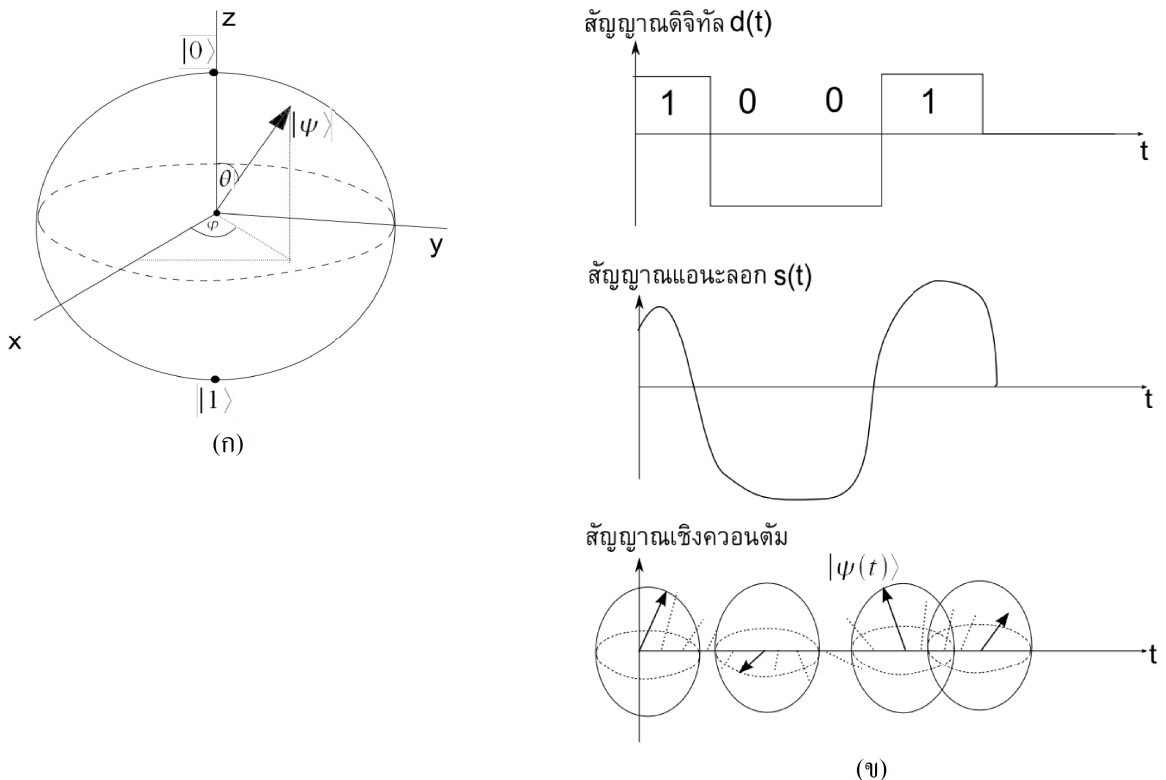 z
|0⟩
|ψ⟩
θ
φ
y
x
|1⟩
(ก)
สัญญาณดิจิทัล d(t)
1 0 0 1
t
สัญญาณแอนะลอก s(t)
t
สัญญาณเชิงควอนตัม
|ψ(t)⟩
t
(ข)